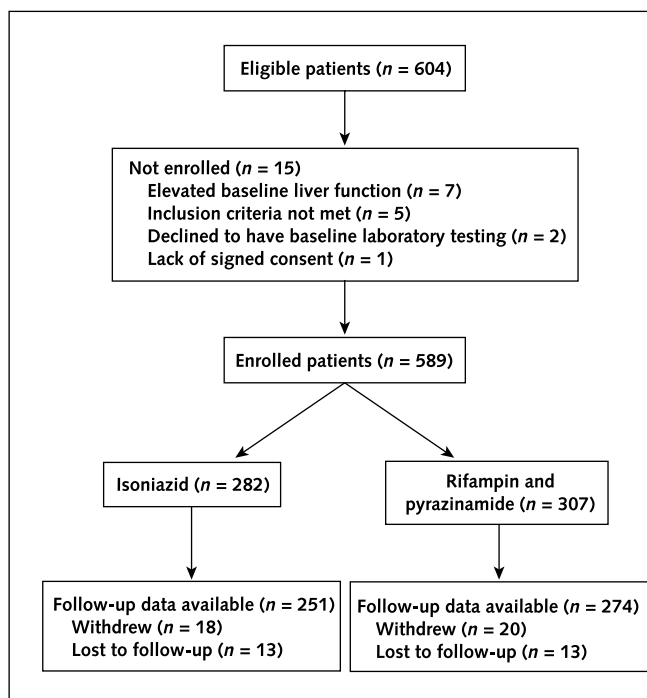 Eligible patients (n = 604)
Not enrolled (n = 15)
Elevated baseline liver function (n = 7)
Inclusion criteria not met (n = 5)
Declined to have baseline laboratory testing (n = 2)
Lack of signed consent (n = 1)
Enrolled patients (n = 589)
Isoniazid (n = 282)
Rifampin and
pyrazinamide (n = 307)
Follow-up data available (n = 251)
Withdrew (n = 18)
Lost to follow-up (n = 13)
Follow-up data available (n = 274)
Withdrew (n = 20)
Lost to follow-up (n = 13)